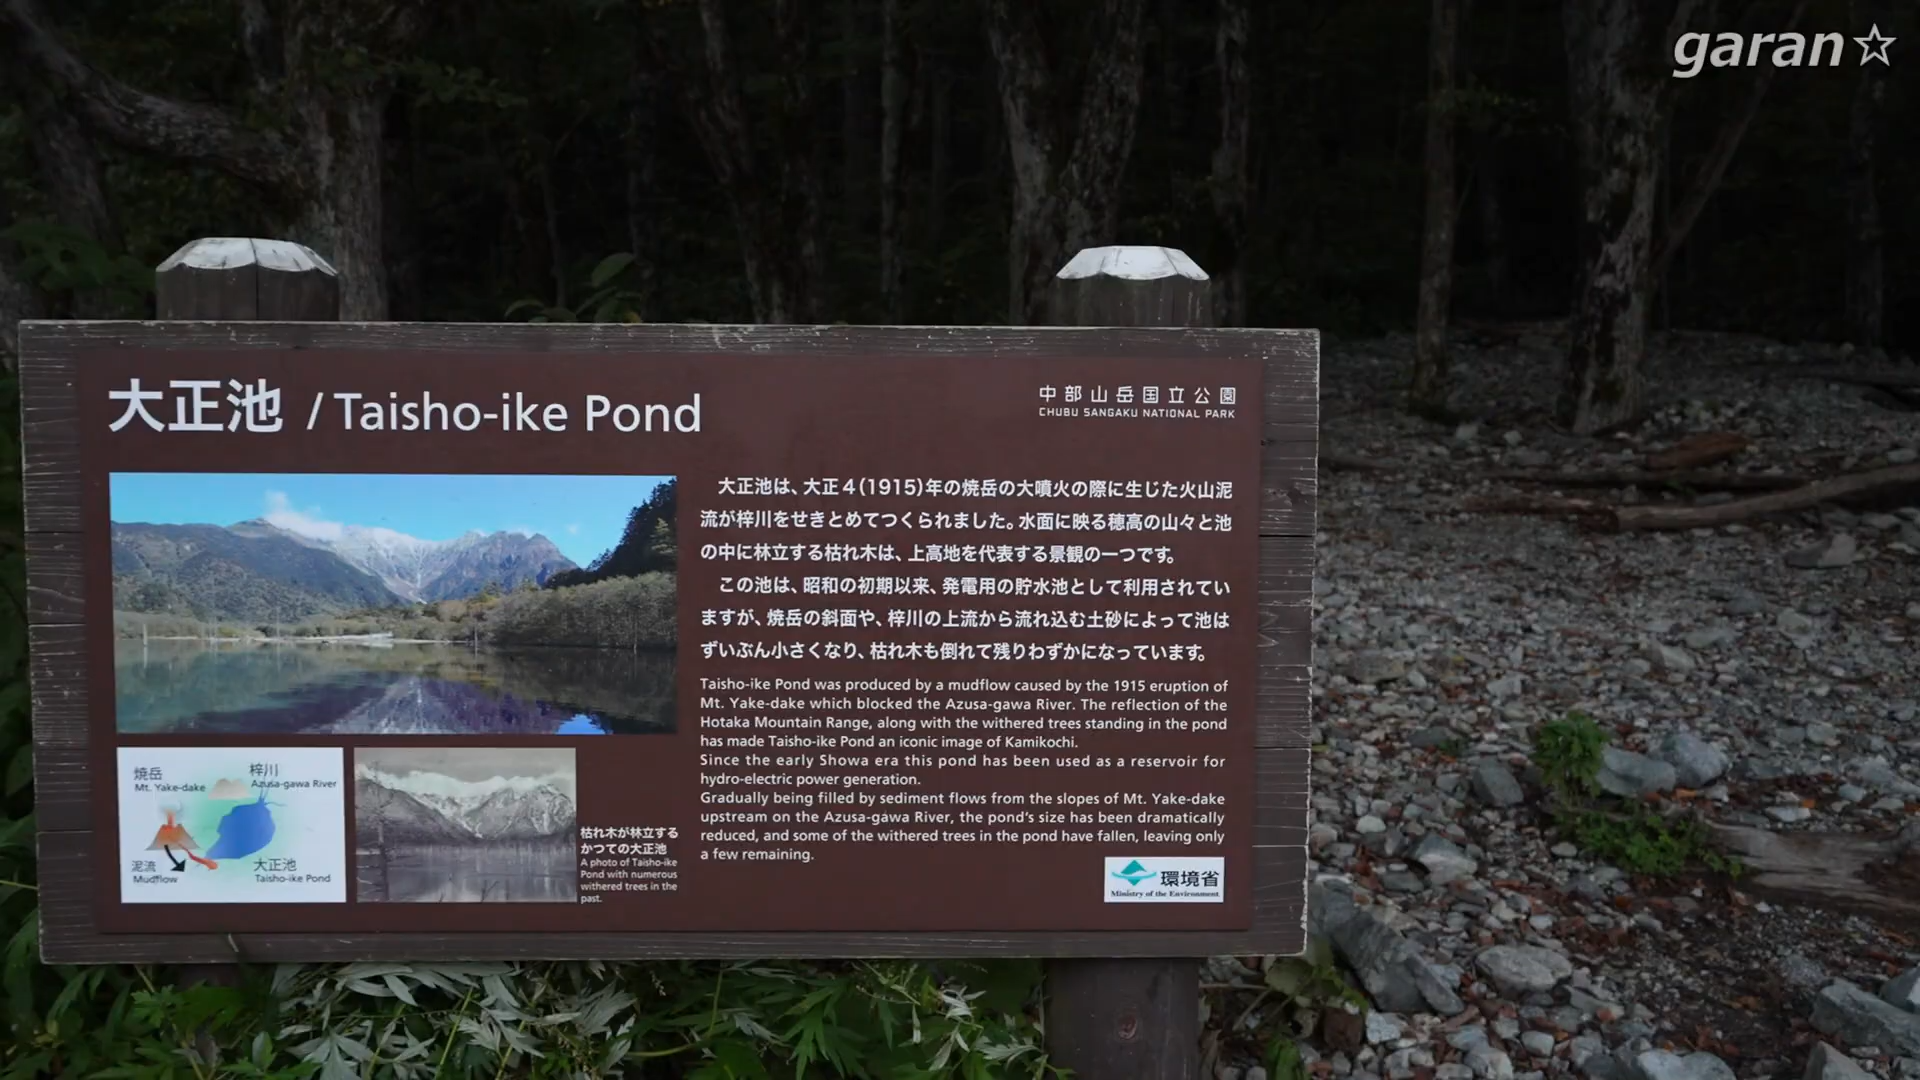 garan☆
大正池 / Taisho-ike Pond
中部山岳国立公園
CHUBU SANGAKU NATIONAL PARK
大正池は、大正4(1915)年の焼岳の大噴火の際に生じた火山泥
流が梓川をせきとめてつくられました。水面に映る穂高の山々と池
の中に林立する枯れ木は、上高地を代表する景観の一つです。
この池は、昭和の初期以来、発電用の貯水池として利用されてい
ますが、焼岳の斜面や、梓川の上流から流れ込む土砂によって池は
ずいぶん小さくなり、枯れ木も倒れて残りわずかになっています。
Taisho-ike Pond was produced by a mudflow caused by the 1915 eruption of
Mt. Yake-dake which blocked the Azusa-gawa River. The reflection of the
Hotaka Mountain Range, along with the withered trees standing in the pond
has made Taisho-ike Pond an iconic image of Kamikochi.
Since the early Showa era this pond has been used as a reservoir for
hydro-electric power generation.
Gradually being filled by sediment flows from the slopes of Mt. Yake-dake
upstream on the Azusa-gawa River, the pond's size has been dramatically
reduced, and some of the withered trees in the pond have fallen, leaving only
a few remaining.
焼岳
Mt. Yake-dake
梓川
Azusa-gawa River
泥流
Mudflow
大正池
Taisho-ike Pond
枯れ木が林立する
かつての大正池
A photo of Taisho-ike
Pond with numerous
withered trees in the
past.
環境省
Ministry of the Environment